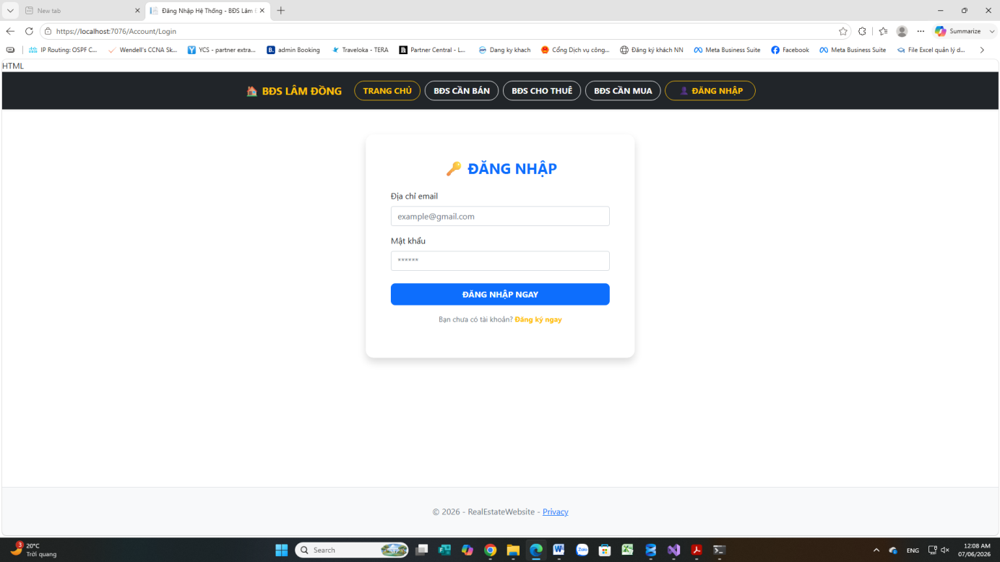 New tab
Đăng Nhập Hệ Thống - BĐS Lâm Đ
https://localhost:7076/Account/Login
Summarize
IP Routing: OSPF C...
Wendell's CCNA Sk...
YCS - partner extra...
admin Booking
Traveloka - TERA
Partner Central - L...
Dang ky khach
Cổng Dịch vụ công...
Đăng ký khách NN
Meta Business Suite
Facebook
Meta Business Suite
File Excel quản lý d...
HTML
BĐS LÂM ĐỒNG
TRANG CHỦ
BĐS CẦN BÁN
BĐS CHO THUÊ
BĐS CẦN MUA
ĐĂNG NHẬP
ĐĂNG NHẬP
Địa chỉ email
example@gmail.com
Mật khẩu
******
ĐĂNG NHẬP NGAY
Bạn chưa có tài khoản? Đăng ký ngay
© 2026 - RealEstateWebsite - Privacy
3
20°C
Trời quang
Search
Zalo
ENG
12:08 AM
07/06/2026